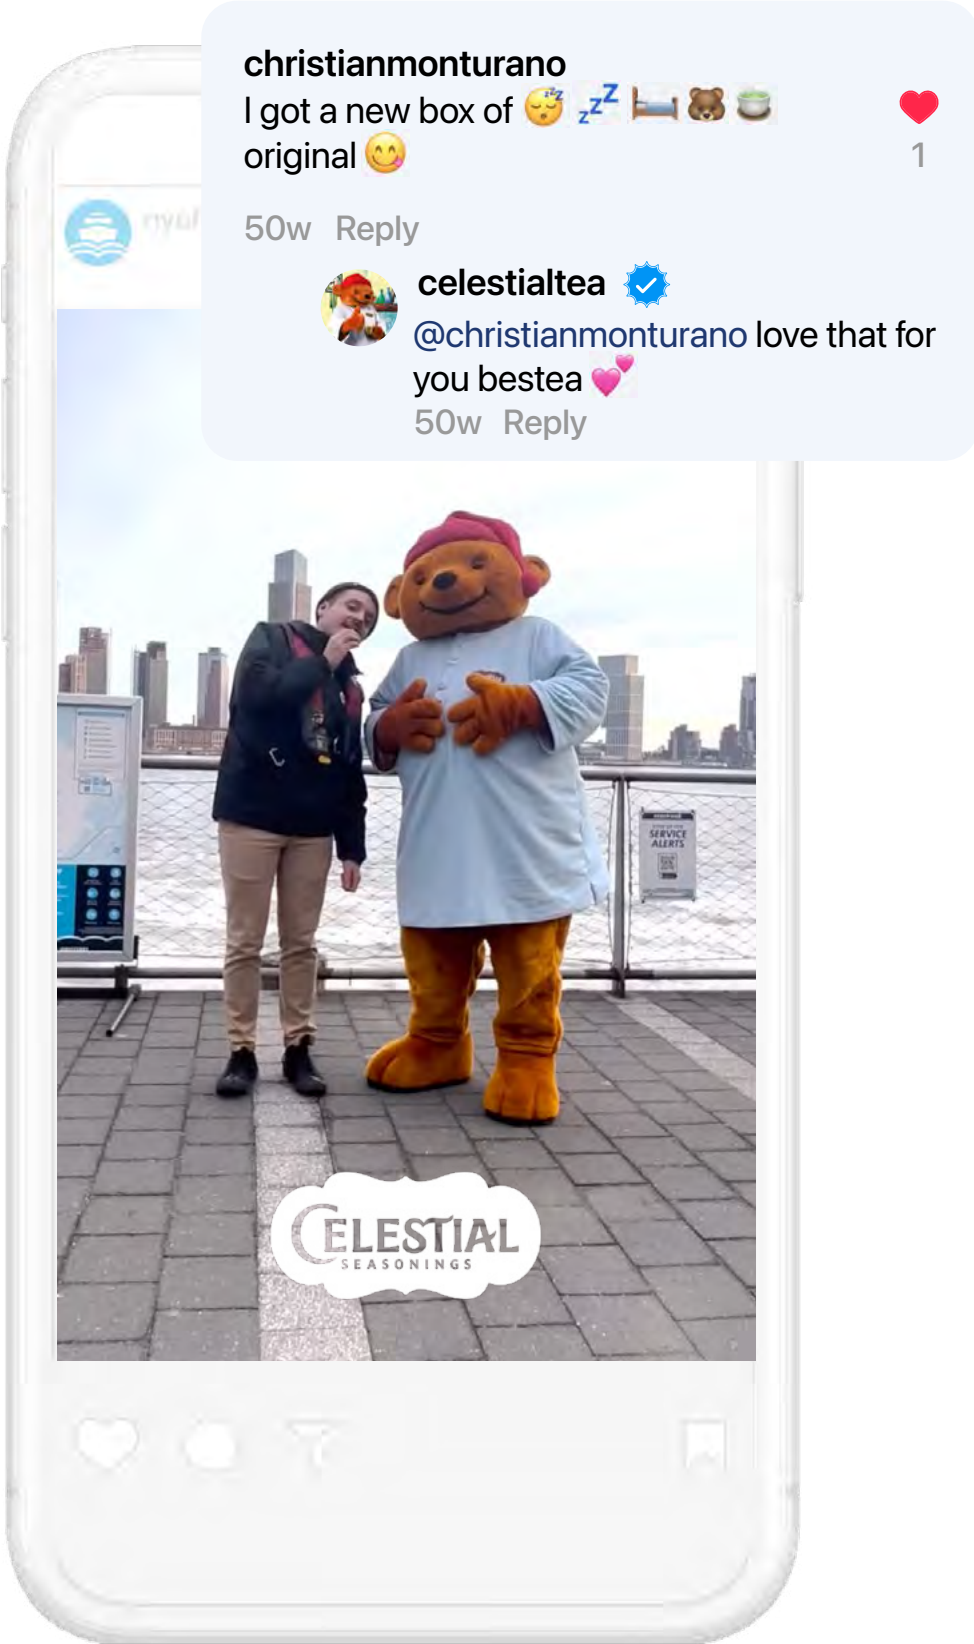 christianmonturano
I got a new box of 😴 💤 🛏️ 🐻 🍵
original 😋
1
50w Reply
celestialtea
@christianmonturano love that for
you bestea 💕
50w Reply
SERVICE
ALERTS
CELESTIAL
SEASONINGS